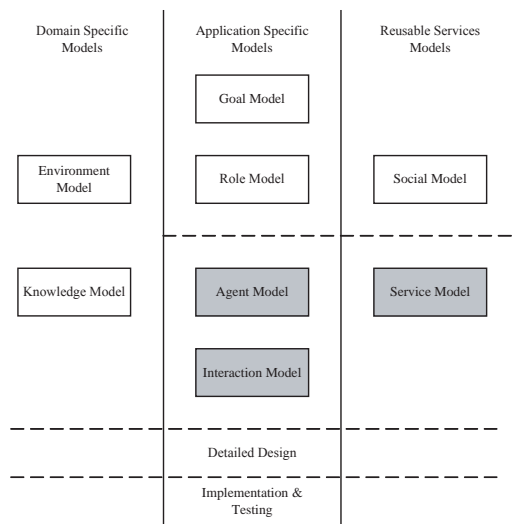 Domain Specific
Models
Application Specific
Models
Reusable Services
Models
Goal Model
Environment
Model
Role Model
Social Model
Knowledge Model
Agent Model
Service Model
Interaction Model
Detailed Design
Implementation &
Testing